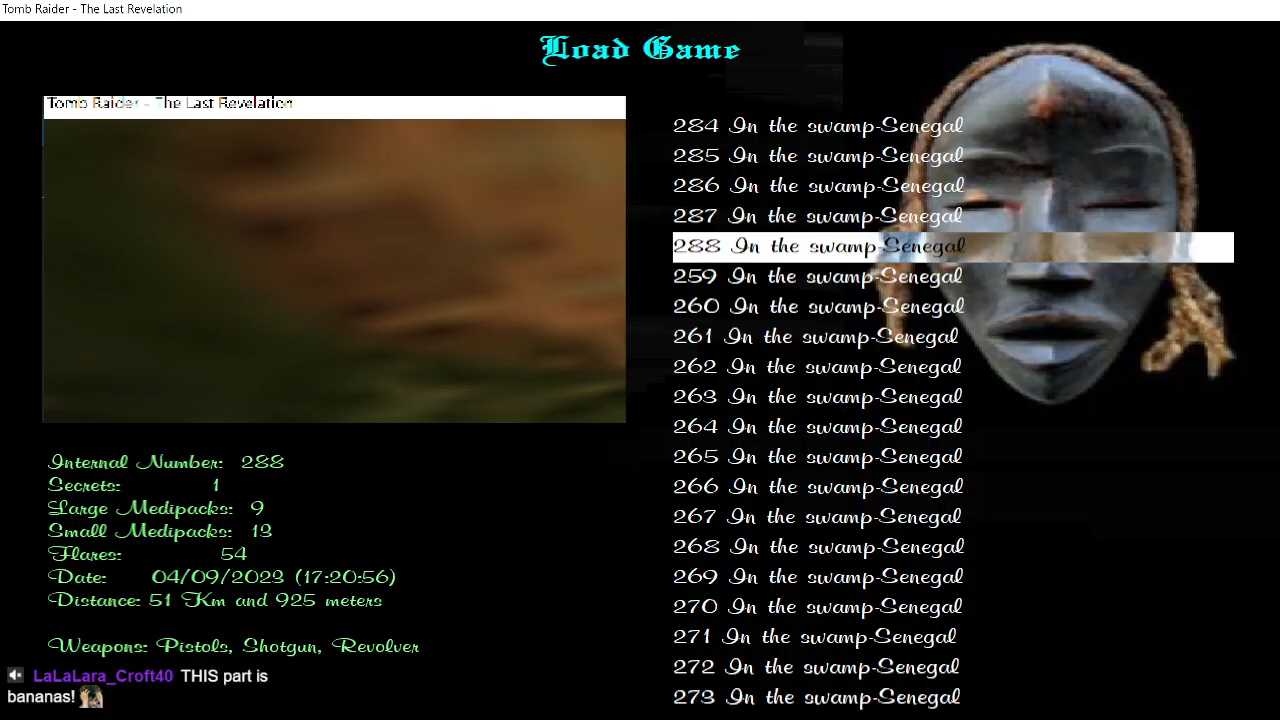 Tomb Raider - The Last Revelation
Load Game
Tomb Raider - The Last Revelation
284 In the swamp-Senegal
285 In the swamp-Senegal
286 In the swamp-Senegal
287 In the swamp-Senegal
288 In the swamp-Senegal
259 In the swamp-Senegal
260 In the swamp-Senegal
261 In the swamp-Senegal
262 In the swamp-Senegal
263 In the swamp-Senegal
264 In the swamp-Senegal
265 In the swamp-Senegal
266 In the swamp-Senegal
267 In the swamp-Senegal
268 In the swamp-Senegal
269 In the swamp-Senegal
270 In the swamp-Senegal
271 In the swamp-Senegal
272 In the swamp-Senegal
273 In the swamp-Senegal
Internal Number: 288
Secrets: 1
Large Medipacks: 9
Small Medipacks: 13
Flares: 54
Date: 04/09/2023 (17:20:56)
Distance: 51 Km and 925 meters
Weapons: Pistols, Shotgun, Revolver
LaLaLara_Croft40 THIS part is
bananas!